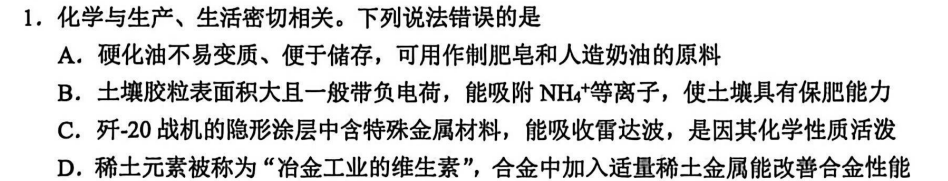 1. 化学与生产、生活密切相关。下列说法错误的是
A. 硬化油不易变质、便于储存，可用作制肥皂和人造奶油的原料
B. 土壤胶粒表面积大且一般带负电荷，能吸附 NH₄⁺等离子，使土壤具有保肥能力
C. 歼-20 战机的隐形涂层中含特殊金属材料，能吸收雷达波，是因其化学性质活泼
D. 稀土元素被称为“冶金工业的维生素”，合金中加入适量稀土金属能改善合金性能